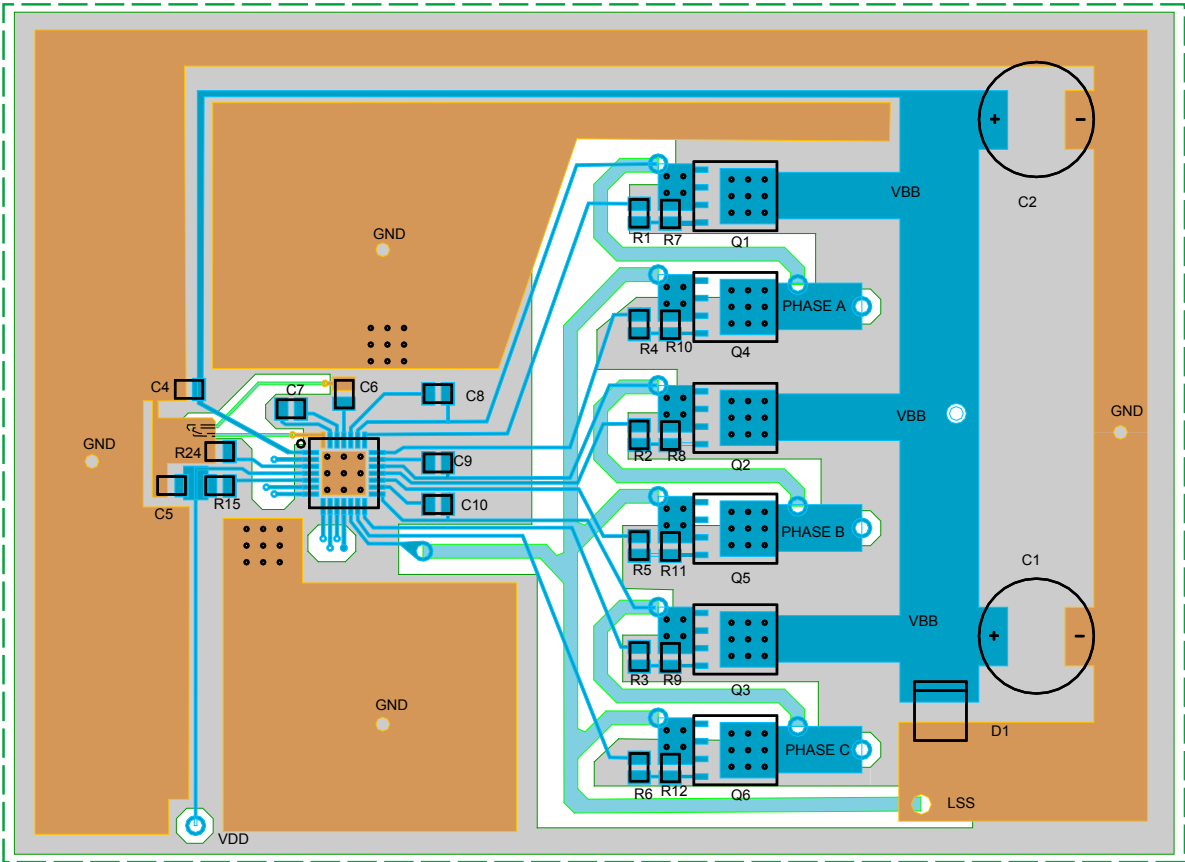 +
-
C2
VBB
R1
R7
Q1
GND
PHASE A
R4
R10
Q4
C4
C7
C6
C8
GND
VBB
GND
R24
R2
R8
Q2
C9
C5
R15
C10
PHASE B
R5
R11
Q5
C1
VBB
+
-
R3
R9
Q3
GND
D1
PHASE C
R6
R12
Q6
LSS
VDD